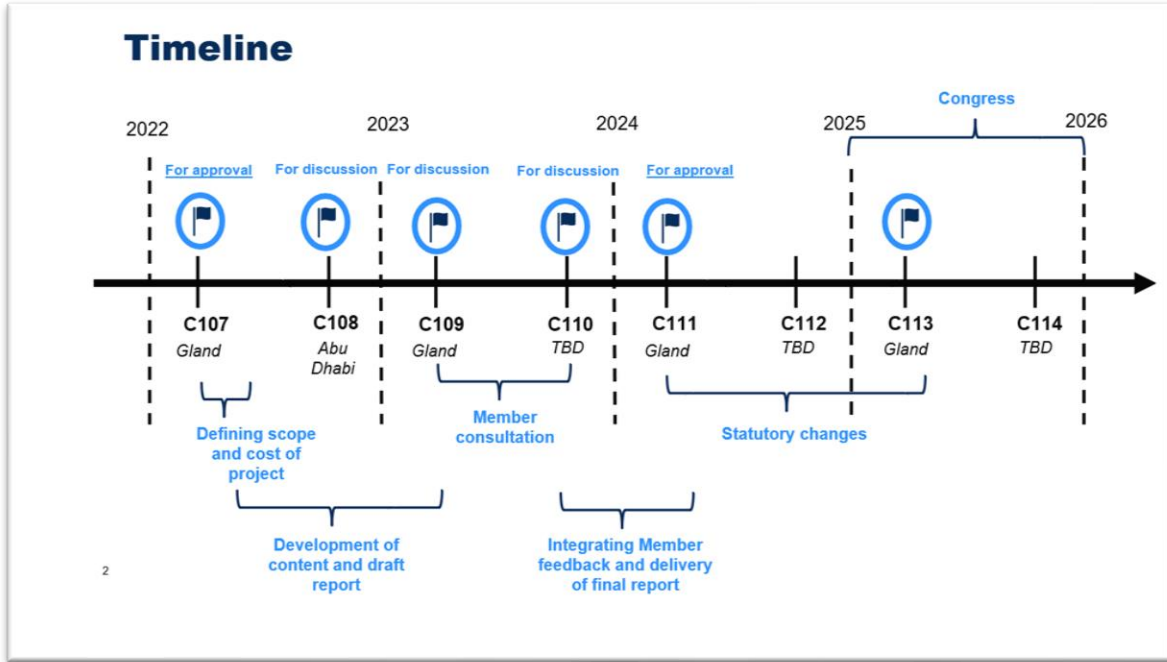 Timeline
Congress
2022
2023
2024
2025
2026
For approval
For discussion
For discussion
For discussion
For approval
C107
C108
C109
C110
C111
C112
C113
C114
Gland
Abu
Dhabi
Gland
TBD
Gland
TBD
Gland
TBD
Defining scope
and cost of
project
Member
consultation
Statutory changes
Development of
content and draft
report
Integrating Member
feedback and delivery
of final report
2